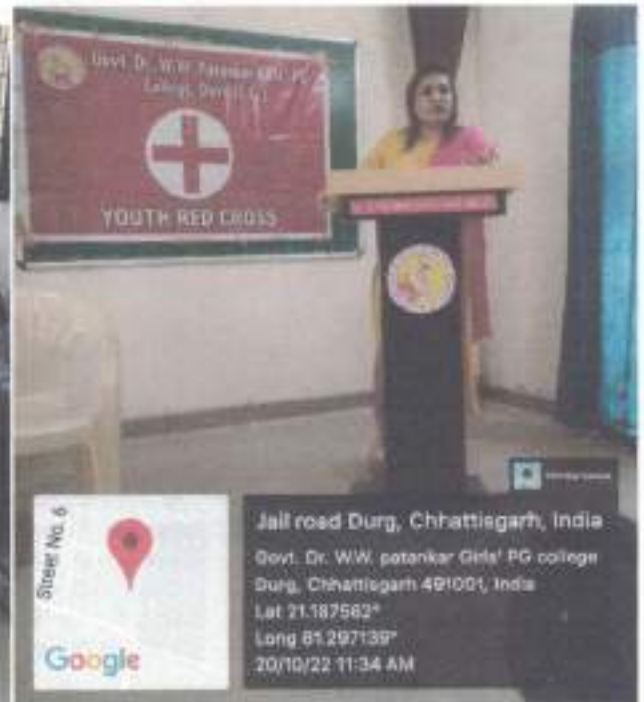 Govt. Dr. W.W. Patankar Girls' PG
College, Durg (C.G.)
YOUTH RED CROSS
Street No. 6
Google
Jail road Durg, Chhattisgarh, India
Govt. Dr. W.W. patankar Girls' PG college
Durg, Chhattisgarh 491001, India
Lat 21.187562°
Long 81.297139°
20/10/22 11:34 AM